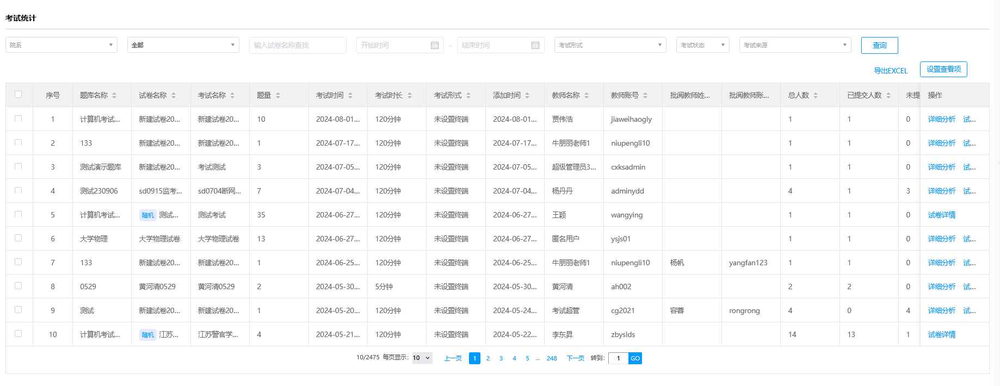 考试统计
院系 全部 输入试卷名称查找 开始时间 - 结束时间 考试形式 考试状态 考试来源 查询
导出EXCEL 设置查看项
序号 题库名称 试卷名称 考试名称 题量 考试时间 考试时长 考试形式 添加时间 教师名称 教师账号 批阅教师姓... 批阅教师账... 总人数 已提交人数 未提 操作
1 计算机考试... 新建试卷20... 新建试卷20... 10 2024-08-01... 120分钟 未设置终端 2024-08-01... 贾伟浩 jiaweihaogly 1 1 0 详细分析 试...
2 133 新建试卷20... 新建试卷20... 1 2024-07-17... 120分钟 未设置终端 2024-07-17... 牛朋丽老师1 niupengli10 1 1 0 详细分析 试...
3 测试演示题库 新建试卷20... 考试测试 3 2024-07-05... 120分钟 未设置终端 2024-07-05... 超级管理员3... cxksadmin 1 1 0 详细分析 试...
4 测试230906 sd0915监考... sd0704断网... 7 2024-07-04... 120分钟 未设置终端 2024-07-04... 杨丹丹 adminydd 4 1 3 详细分析 试...
5 计算机考试... 随机 测试... 测试考试 35 2024-06-27... 120分钟 未设置终端 2024-06-27... 王颖 wangying 1 1 0 试卷详情
6 大学物理 大学物理试卷 大学物理试卷 13 2024-06-27... 120分钟 未设置终端 2024-06-27... 匿名用户 ysjs01 1 1 0 详细分析 试...
7 133 新建试卷20... 新建试卷20... 1 2024-06-25... 120分钟 未设置终端 2024-06-25... 牛朋丽老师1 niupengli10 杨帆 yangfan123 1 1 0 详细分析 试...
8 0529 黄河清0529 黄河清0529 2 2024-05-30... 5分钟 未设置终端 2024-05-30... 黄河清 ah002 2 2 0 详细分析 试...
9 测试 新建试卷20... 新建试卷20... 1 2024-05-20... 120分钟 未设置终端 2024-05-24... 考试超管 cg2021 容蓉 rongrong 4 0 4 详细分析 试...
10 计算机考试... 随机 江苏... 江苏警官学... 4 2024-05-21... 120分钟 未设置终端 2024-05-22... 李东昇 zbyslds 14 13 1 试卷详情
10/2475 每页显示: 10 上一页 1 2 3 4 5 ... 248 下一页 转到: 1 GO